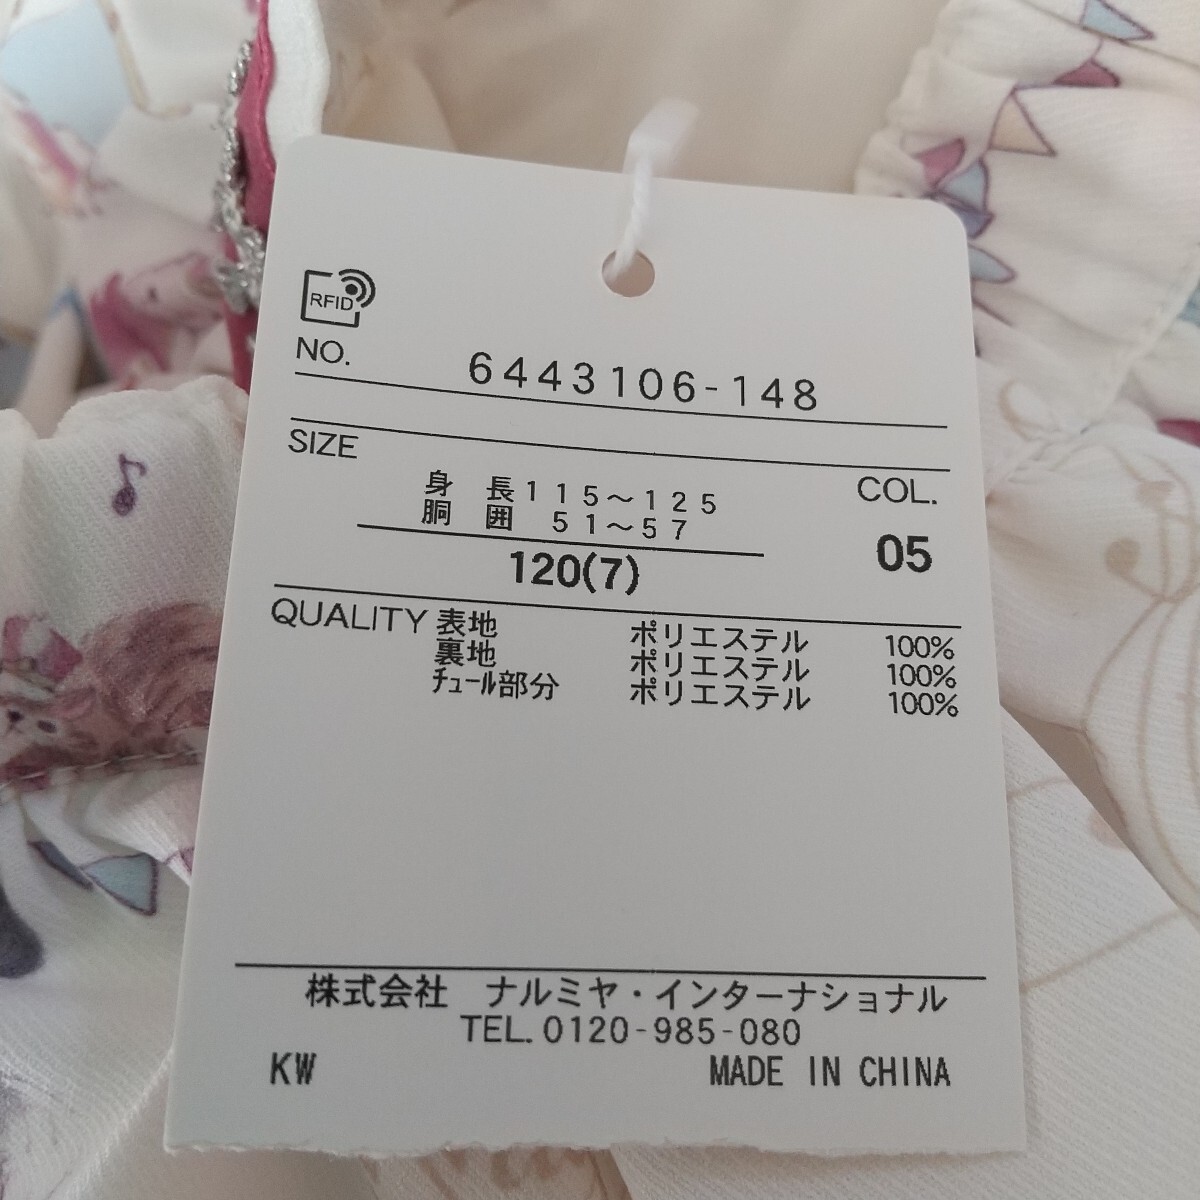 RFID
NO. 6443106-148
SIZE
COL.
身　長115～125
胴　囲　51～57
120(7)
05
QUALITY 表地 ポリエステル 100%
裏地 ポリエステル 100%
ﾁｭｰﾙ部分 ポリエステル 100%
株式会社　ナルミヤ・インターナショナル
TEL. 0120-985-080
KW MADE IN CHINA